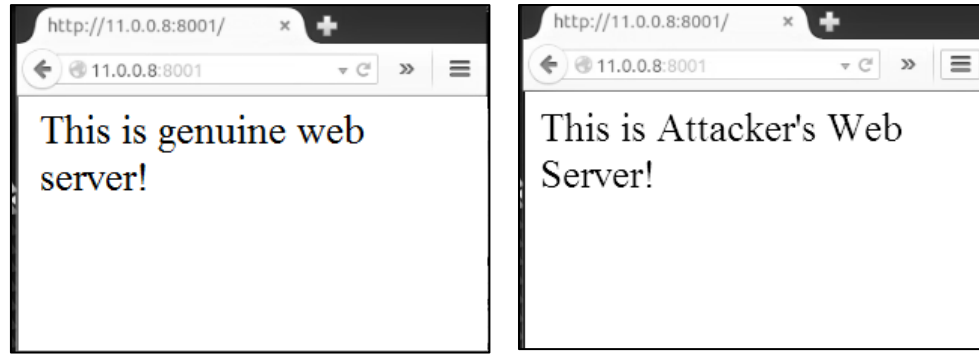 http://11.0.0.8:8001/
11.0.0.8:8001
This is genuine web
server!
http://11.0.0.8:8001/
11.0.0.8:8001
This is Attacker's Web
Server!